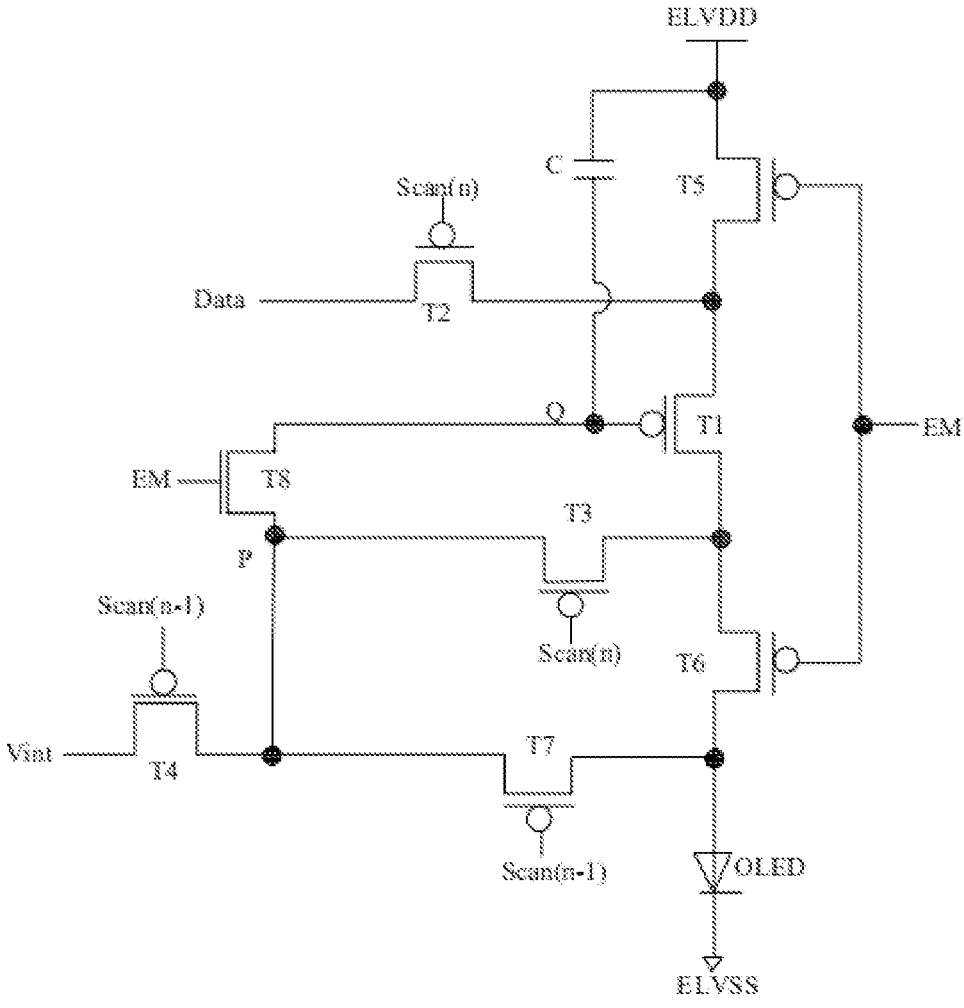 ELVDD
C
T5
Scan(n)
Data
T2
Q
T1
EM
EM
T8
T3
P
Scan(n-1)
Scan(n)
T6
Vint
T4
T7
Scan(n-1)
OLED
ELVSS